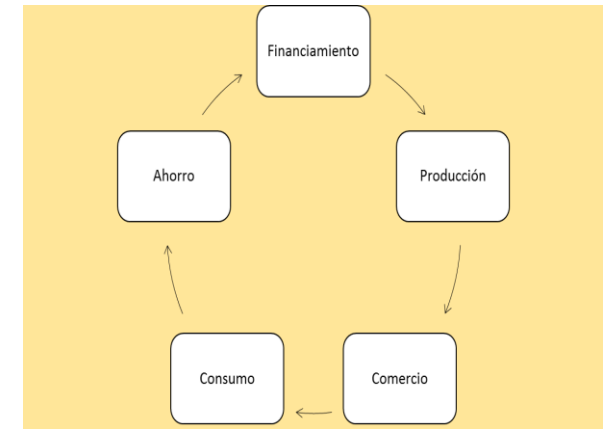 Financiamiento
Ahorro
Producción
Consumo
Comercio